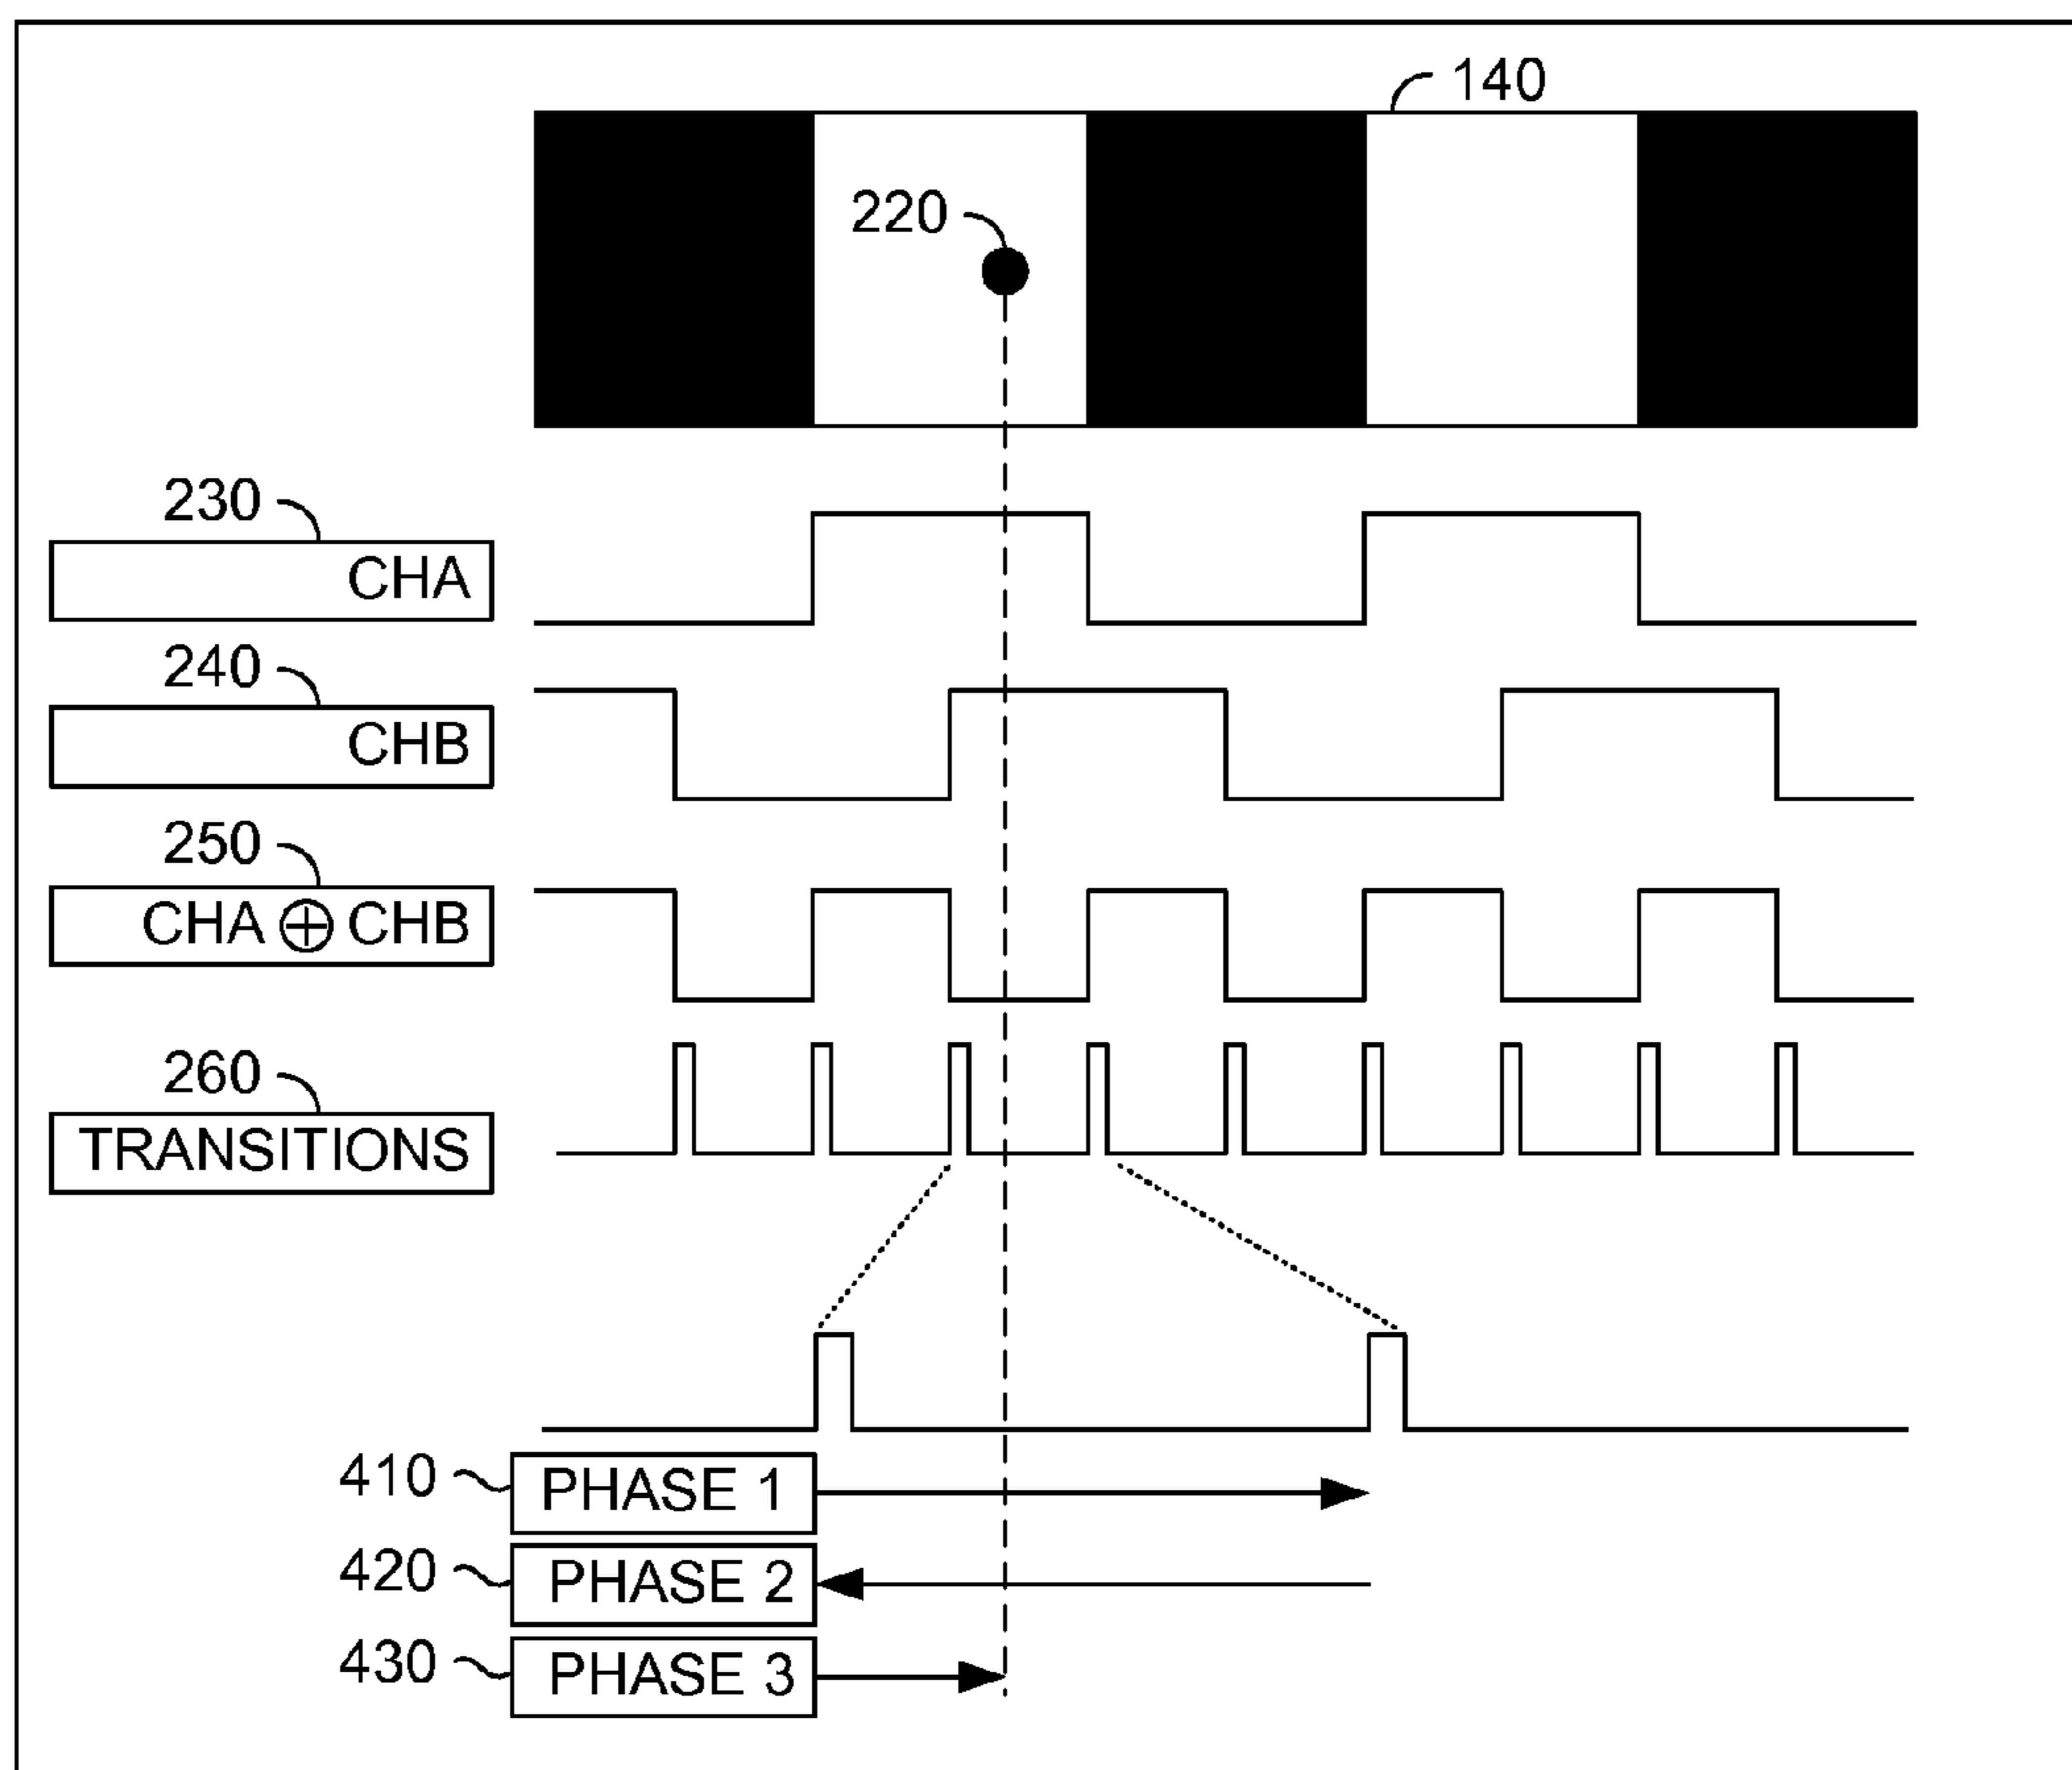 140
220
230
CHA
240
CHB
250
CHA ⊕ CHB
260
TRANSITIONS
410 PHASE 1
420 PHASE 2
430 PHASE 3